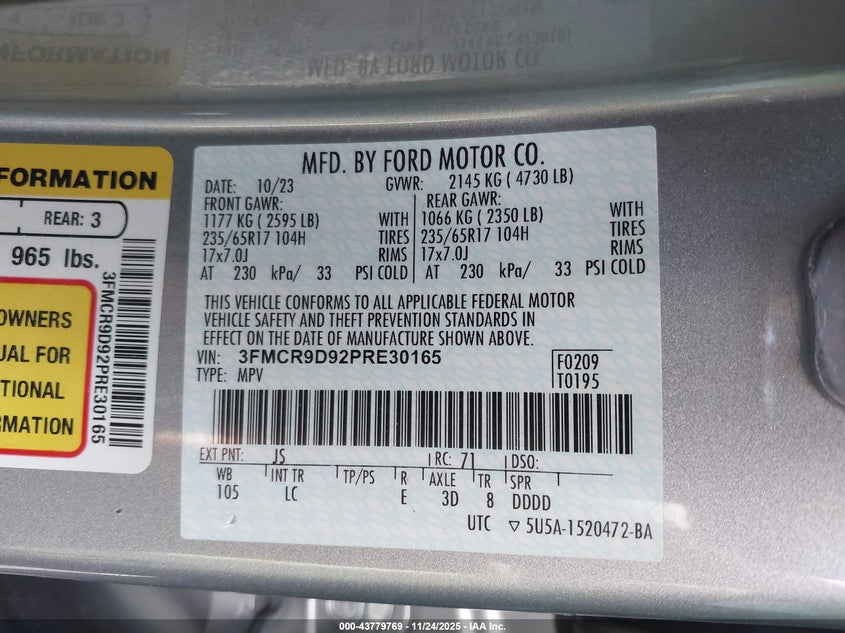 REAR: 3
MFD. BY FORD MOTOR CO.
FORMATION
REAR: 3
965 lbs.
3FMCR9D92PRE30165
OWNERS
UAL FOR
TIONAL
RMATION
MFD. BY FORD MOTOR CO.
DATE: 10/23 GVWR: 2145 KG ( 4730 LB)
FRONT GAWR: REAR GAWR:
1177 KG ( 2595 LB) WITH 1066 KG ( 2350 LB) WITH
235/65R17 104H TIRES 235/65R17 104H TIRES
17x7.0J RIMS 17x7.0J RIMS
AT 230 kPa/ 33 PSI COLD AT 230 kPa/ 33 PSI COLD
THIS VEHICLE CONFORMS TO ALL APPLICABLE FEDERAL MOTOR
VEHICLE SAFETY AND THEFT PREVENTION STANDARDS IN
EFFECT ON THE DATE OF MANUFACTURE SHOWN ABOVE.
VIN: 3FMCR9D92PRE30165 F0209
TYPE: MPV T0195
EXT PNT: JS RC: 71 DSO:
WB INT TR TP/PS R AXLE TR SPR
105 LC E 3D 8 DDDD
UTC ▽ 5U5A-1520472-BA
000-43779769 - 11/24/2025 - IAA Inc.